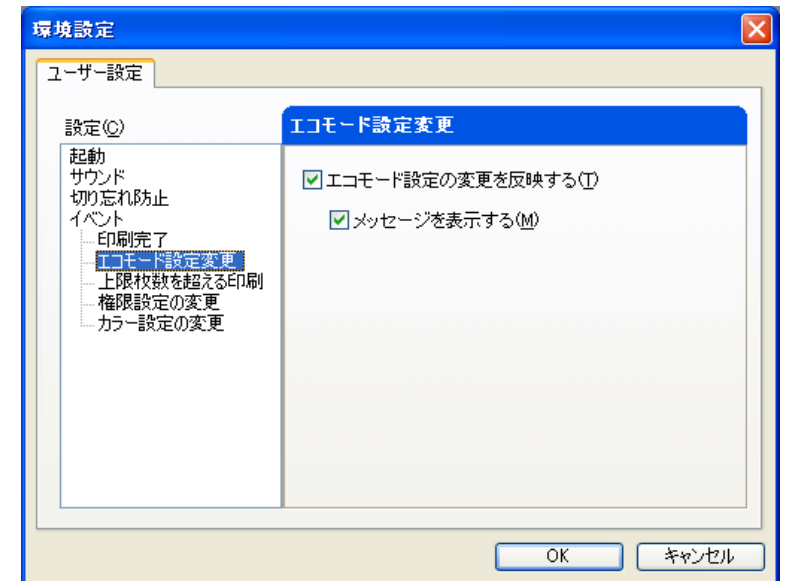 環境設定
ユーザー設定
設定(C)
起動
サウンド
切り忘れ防止
イベント
印刷完了
エコモード設定変更
上限枚数を超える印刷
権限設定の変更
カラー設定の変更
エコモード設定変更
エコモード設定の変更を反映する(T)
メッセージを表示する(M)
OK
キャンセル